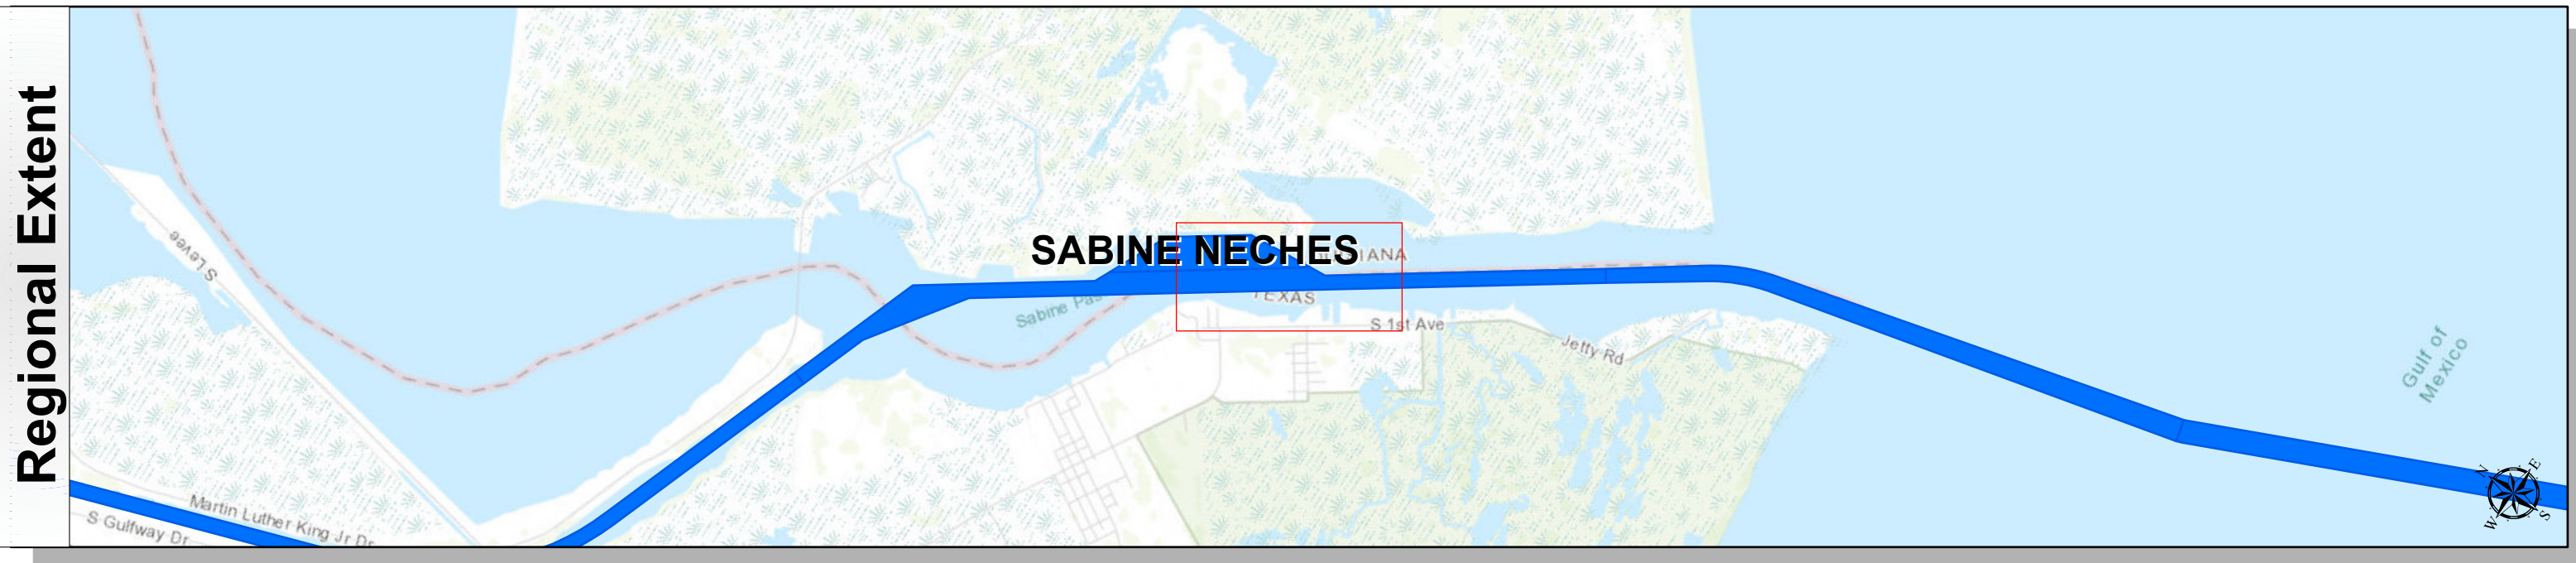 Regional Extent
S Levee
SABINE NECHES
LOUISIANA
Sabine Pas
TEXAS
S 1st Ave
Jetty Rd
Gulf of
Mexico
Martin Luther King Jr Dr
S Gulfway Dr
N
E
W
S